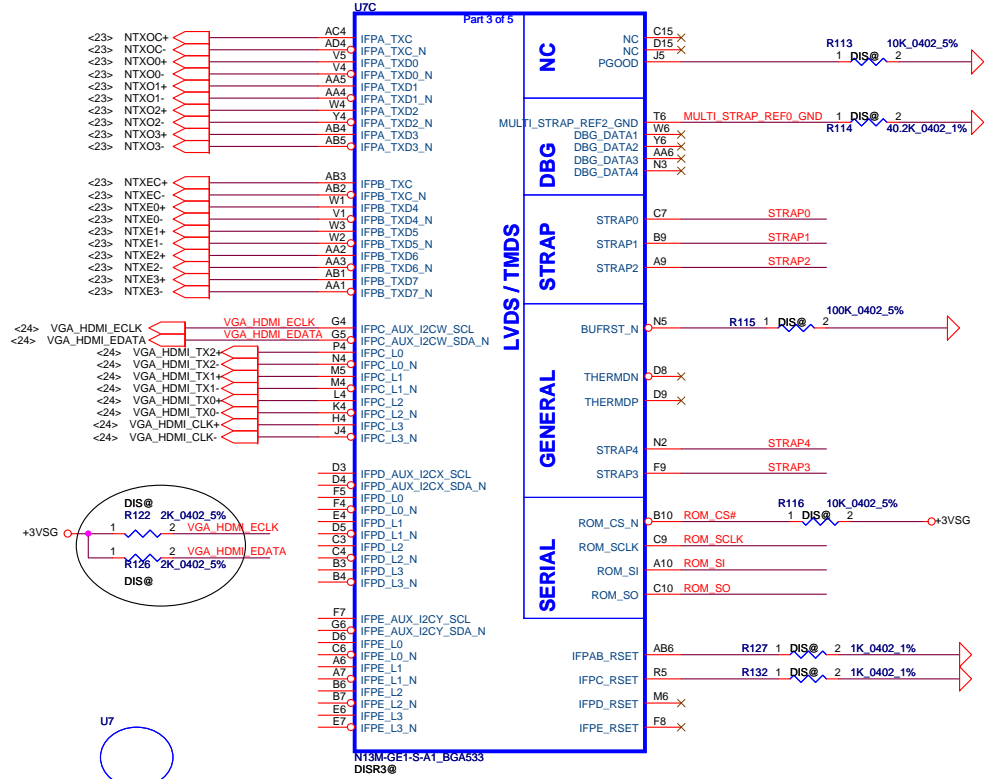 U7C
Part 3 of 5
<23> NTXOC+ AC4 IFPA_TXC
<23> NTXOC- AD4 IFPA_TXC_N
<23> NTXO0+ V5 IFPA_TXD0
<23> NTXO0- V4 IFPA_TXD0_N
<23> NTXO1+ AA5 IFPA_TXD1
<23> NTXO1- AA4 IFPA_TXD1_N
<23> NTXO2+ W4 IFPA_TXD2
<23> NTXO2- Y4 IFPA_TXD2_N
<23> NTXO3+ AB4 IFPA_TXD3
<23> NTXO3- AB5 IFPA_TXD3_N
<23> NTXEC+ AB3 IFPB_TXC
<23> NTXEC- AB2 IFPB_TXC_N
<23> NTXE0+ W1 IFPB_TXD4
<23> NTXE0- V1 IFPB_TXD4_N
<23> NTXE1+ W3 IFPB_TXD5
<23> NTXE1- W2 IFPB_TXD5_N
<23> NTXE2+ AA2 IFPB_TXD6
<23> NTXE2- AA3 IFPB_TXD6_N
<23> NTXE3+ AB1 IFPB_TXD7
<23> NTXE3- AA1 IFPB_TXD7_N
<24> VGA_HDMI_ECLK VGA_HDMI_ECLK G4 IFPC_AUX_I2CW_SCL
<24> VGA_HDMI_EDATA VGA_HDMI_EDATA G5 IFPC_AUX_I2CW_SDA_N
<24> VGA_HDMI_TX2+ P4 IFPC_L0
<24> VGA_HDMI_TX2- N4 IFPC_L0_N
<24> VGA_HDMI_TX1+ M5 IFPC_L1
<24> VGA_HDMI_TX1- M4 IFPC_L1_N
<24> VGA_HDMI_TX0+ L4 IFPC_L2
<24> VGA_HDMI_TX0- K4 IFPC_L2_N
<24> VGA_HDMI_CLK+ H4 IFPC_L3
<24> VGA_HDMI_CLK- J4 IFPC_L3_N
D3 IFPD_AUX_I2CX_SCL
D4 IFPD_AUX_I2CX_SDA_N
F5 IFPD_L0
F4 IFPD_L0_N
E4 IFPD_L1
D5 IFPD_L1_N
C3 IFPD_L2
C4 IFPD_L2_N
B3 IFPD_L3
B4 IFPD_L3_N
F7 IFPE_AUX_I2CY_SCL
G6 IFPE_AUX_I2CY_SDA_N
D6 IFPE_L0
C6 IFPE_L0_N
A6 IFPE_L1
A7 IFPE_L1_N
B6 IFPE_L2
B7 IFPE_L2_N
E6 IFPE_L3
E7 IFPE_L3_N
DIS@
R122 2K_0402_5%
+3VSG 1 2 VGA_HDMI_ECLK
1 2 VGA_HDMI_EDATA
R126 2K_0402_5%
DIS@
LVDS / TMDS
NC
NC C15
NC D15
PGOOD J5 R113 1 DIS@ 2 10K_0402_5%
DBG
MULTI_STRAP_REF2_GND T6 MULTI_STRAP_REF0_GND R114 1 DIS@ 2 40.2K_0402_1%
DBG_DATA1 W6
DBG_DATA2 Y6
DBG_DATA3 AA6
DBG_DATA4 N3
STRAP
STRAP0 C7 STRAP0
STRAP1 B9 STRAP1
STRAP2 A9 STRAP2
GENERAL
BUFRST_N N5 R115 1 DIS@ 2 100K_0402_5%
THERMDN D8
THERMDP D9
STRAP4 N2 STRAP4
STRAP3 F9 STRAP3
SERIAL
ROM_CS_N B10 ROM_CS# R116 1 DIS@ 2 10K_0402_5% +3VSG
ROM_SCLK C9 ROM_SCLK
ROM_SI A10 ROM_SI
ROM_SO C10 ROM_SO
IFPAB_RSET AB6 R127 1 DIS@ 2 1K_0402_1%
IFPC_RSET R5 R132 1 DIS@ 2 1K_0402_1%
IFPD_RSET M6
IFPE_RSET F8
U7
N13M-GE1-S-A1_BGA533
DISR3@